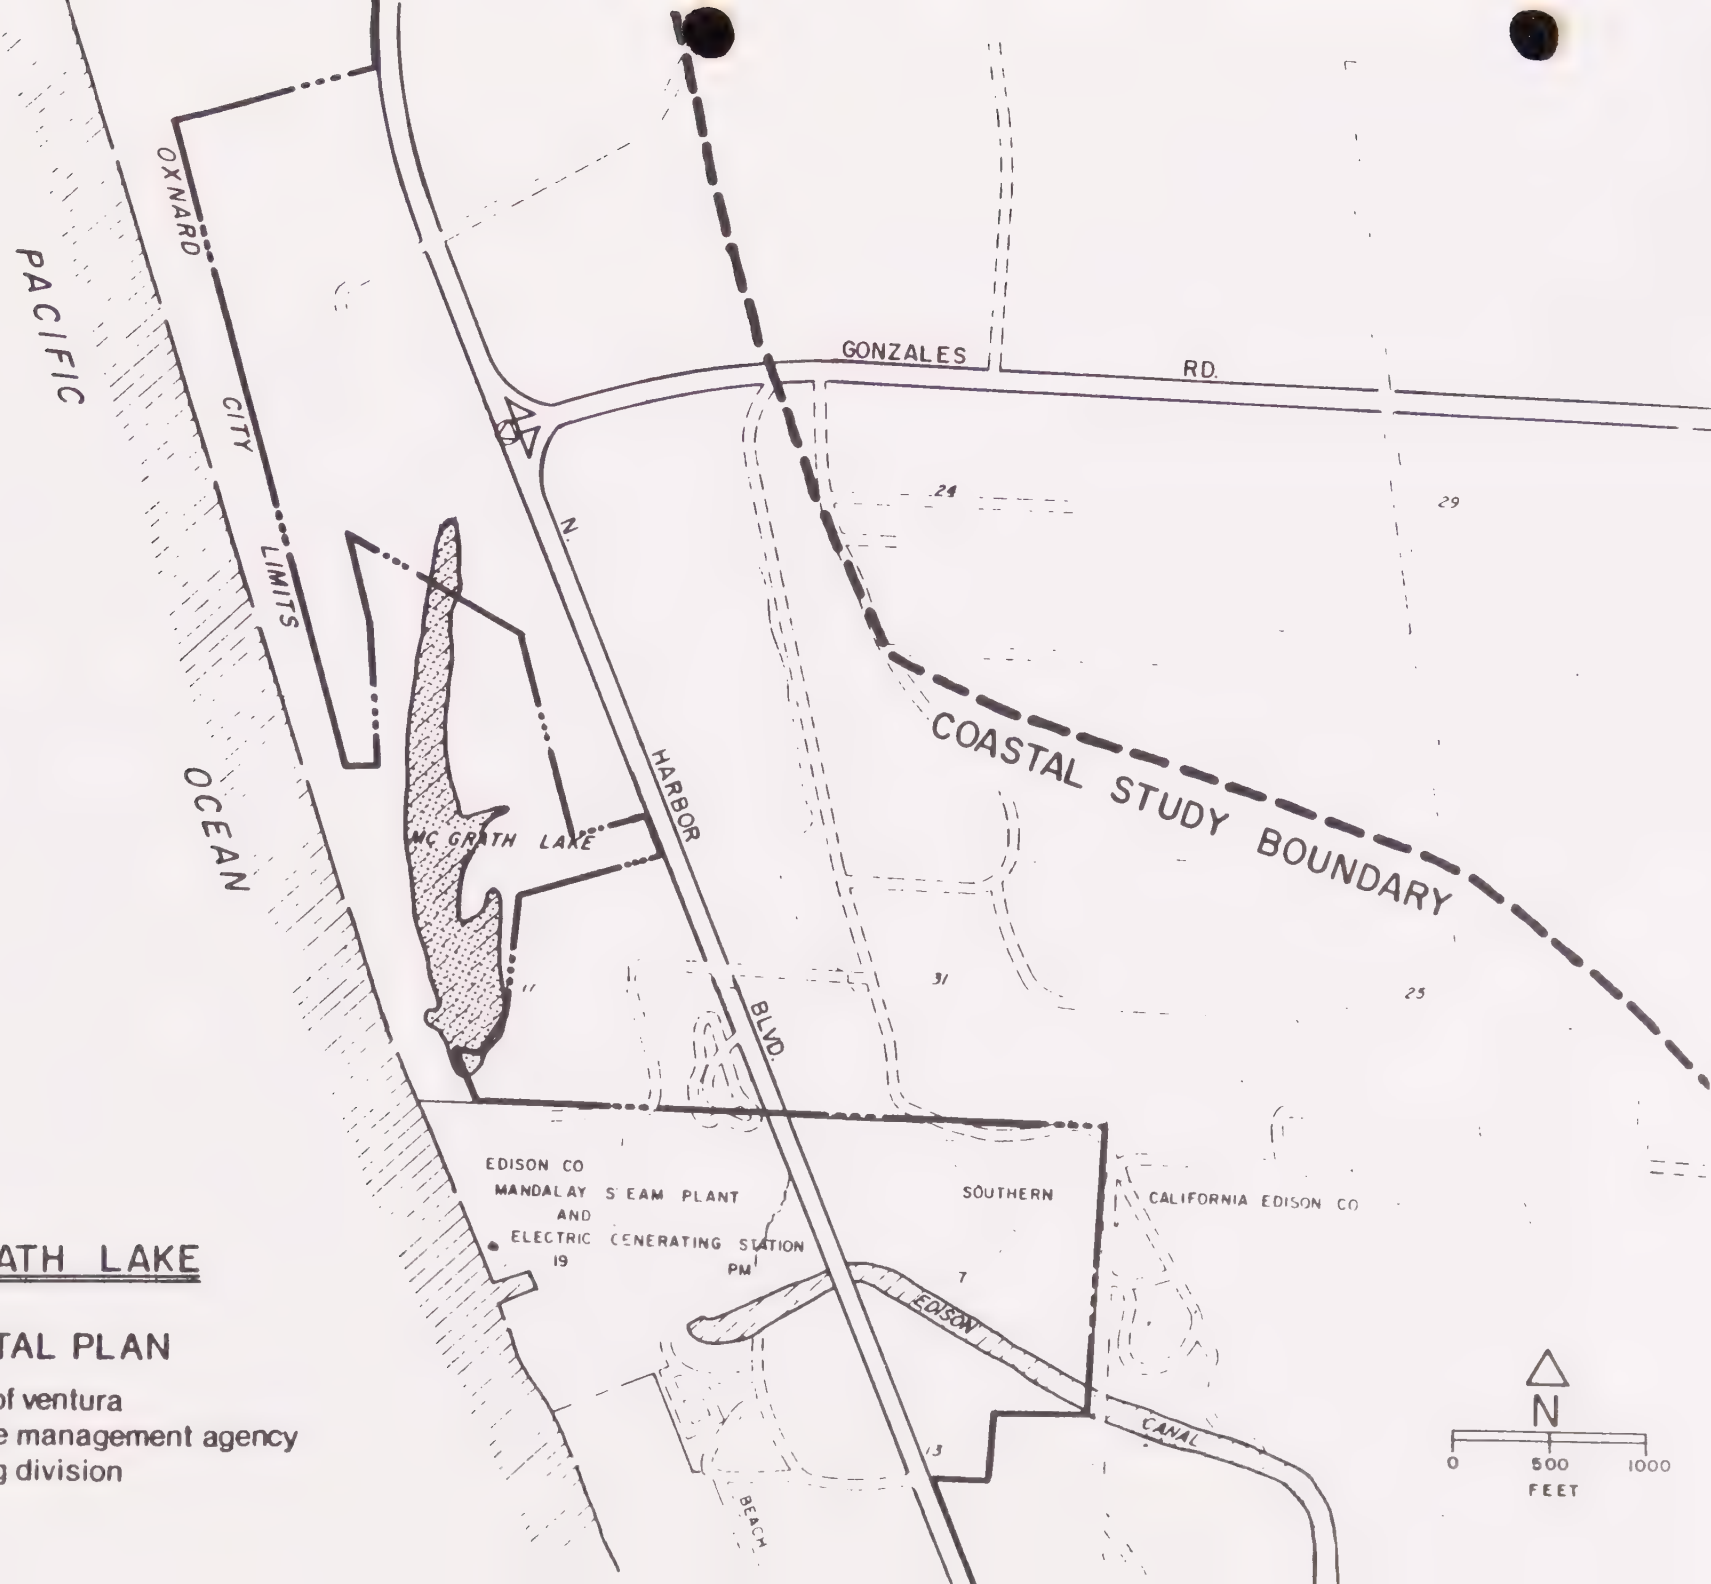 OXNARD CITY LIMITS
PACIFIC OCEAN
GONZALES RD.
24
29
N. HARBOR BLVD.
COASTAL STUDY BOUNDARY
MC GRATH LAKE
31
25
EDISON CO
MANDALAY S EAM PLANT
AND
ELECTRIC GENERATING STATION
19
PM
SOUTHERN CALIFORNIA EDISON CO
7
EDISON CANAL
13
BEACH
ATH LAKE
TAL PLAN
of ventura
e management agency
g division
N
0 500 1000
FEET